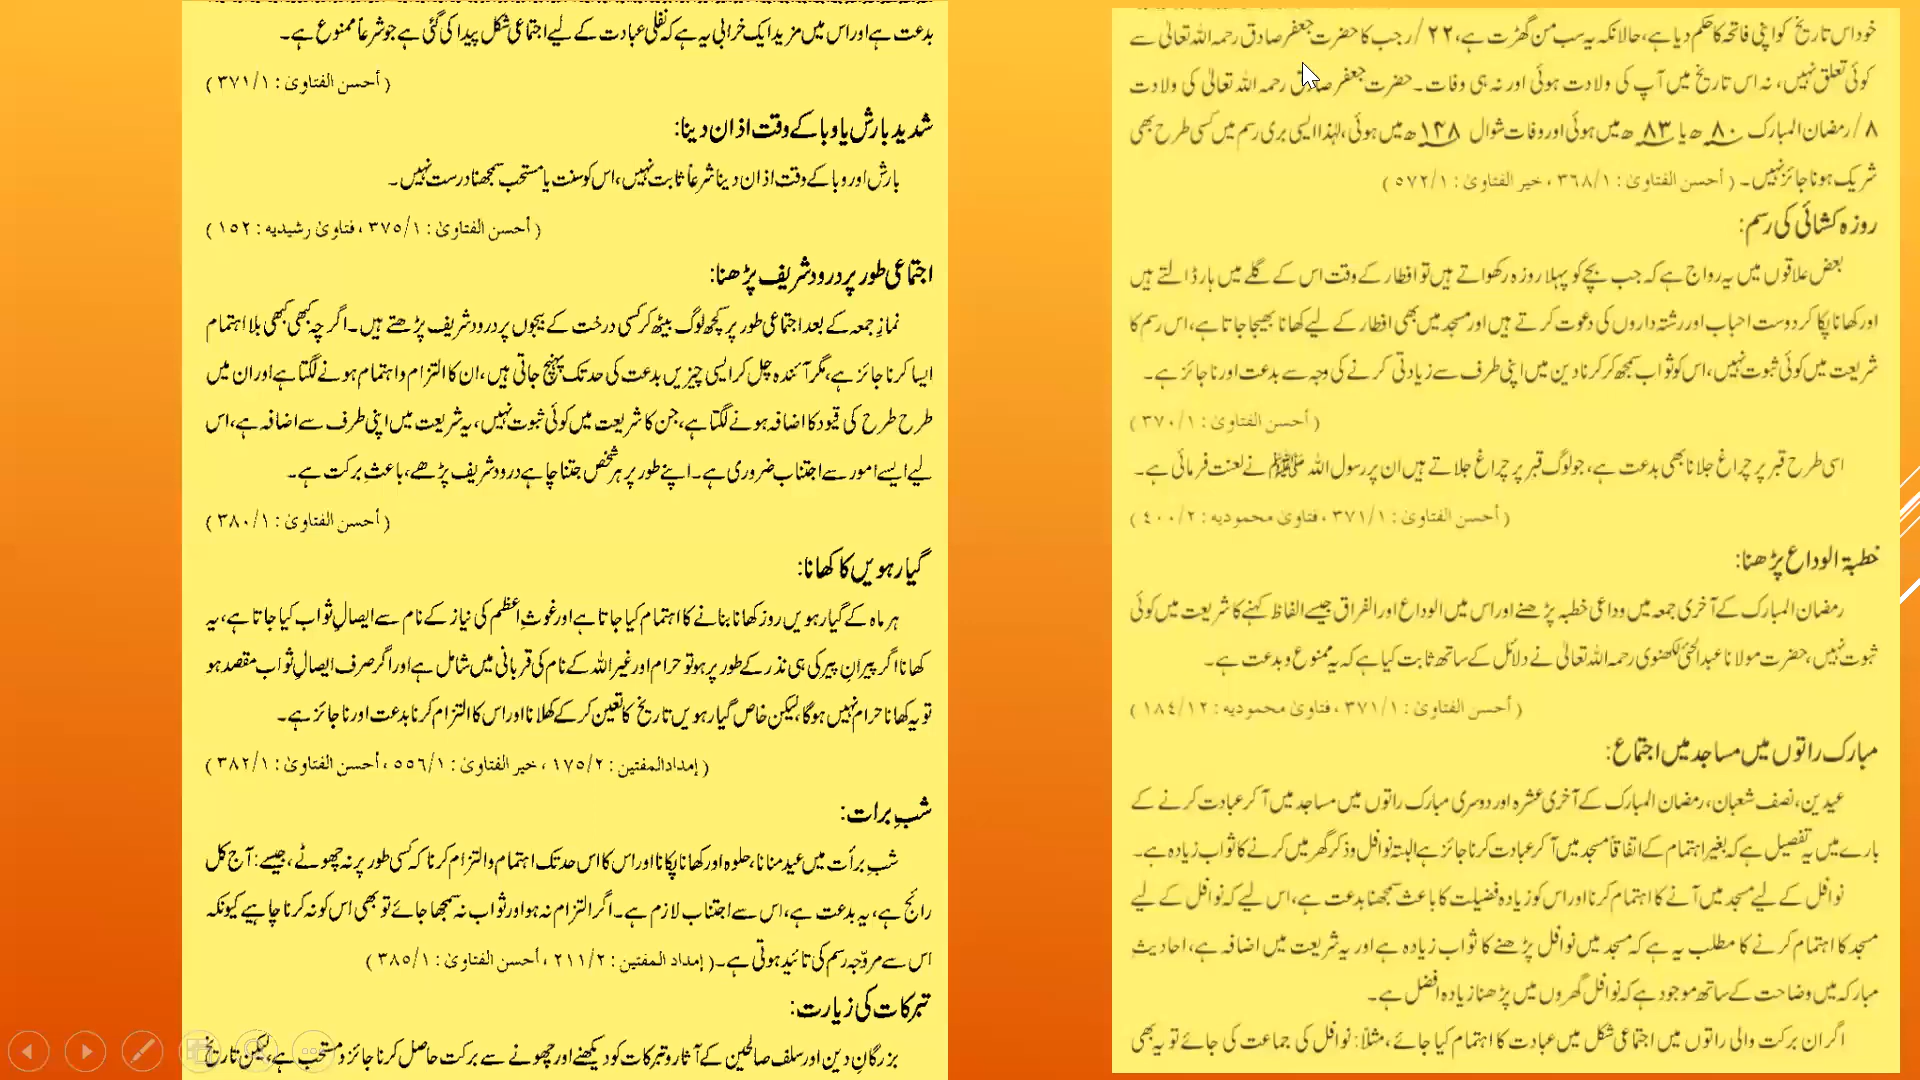 خود اس تاریخ کو اپنی فاتحہ کا حکم دیا ہے، حالانکہ یہ سب من گھڑت ہے، ۲۲/رجب کا حضرت جعفر صادق رحمہ اللہ تعالیٰ سے
کوئی تعلق نہیں، نہ اس تاریخ میں آپ کی ولادت ہوئی اور نہ ہی وفات۔ حضرت جعفر صادق رحمہ اللہ تعالیٰ کی ولادت
۸/رمضان المبارک ۸۰ھ یا ۸۳ھ میں ہوئی اور وفات شوال ۱۴۸ھ میں ہوئی، لہٰذا ایسی بری رسم میں کسی طرح بھی
شریک ہونا جائز نہیں۔ (أحسن الفتاویٰ: ۳۶۸/۱، خیر الفتاویٰ: ۵۷۲/۱)
روزہ کشائی کی رسم:
بعض علاقوں میں یہ رواج ہے کہ جب بچے کو پہلا روزہ رکھواتے ہیں تو افطار کے وقت اس کے گلے میں ہار ڈالتے ہیں
اور کھانا پکا کر دوست احباب اور رشتہ داروں کی دعوت کرتے ہیں اور مسجد میں بھی افطار کے لیے کھانا بھیجا جاتا ہے، اس رسم کا
شریعت میں کوئی ثبوت نہیں، اس کو ثواب سمجھ کر کرنا دین میں اپنی طرف سے زیادتی کرنے کی وجہ سے بدعت اور ناجائز ہے۔
(أحسن الفتاویٰ: ۳۷۰/۱)
اسی طرح قبر پر چراغ جلانا بھی بدعت ہے، جو لوگ قبر پر چراغ جلاتے ہیں ان پر رسول اللہ ﷺ نے لعنت فرمائی ہے۔
(أحسن الفتاویٰ: ۳۷۱/۱، فتاویٰ محمودیہ: ۴۰۰/۲)
خطبۃ الوداع پڑھنا:
رمضان المبارک کے آخری جمعہ میں وداعی خطبہ پڑھنے اور اس میں الوداع اور الفراق جیسے الفاظ کہنے کا شریعت میں کوئی
ثبوت نہیں، حضرت مولانا عبدالحئ لکھنوی رحمہ اللہ تعالیٰ نے دلائل کے ساتھ ثابت کیا ہے کہ یہ ممنوع و بدعت ہے۔
(أحسن الفتاویٰ: ۳۷۱/۱، فتاویٰ محمودیہ: ۱۸۴/۱۲)
مبارک راتوں میں مساجد میں اجتماع:
عیدین، نصف شعبان، رمضان المبارک کے آخری عشرہ اور دوسری مبارک راتوں میں مساجد میں آ کر عبادت کرنے کے
بارے میں یہ تفصیل ہے کہ بغیر اہتمام کے اتفاقاً مسجد میں آ کر عبادت کرنا جائز ہے البتہ نوافل و ذکر گھر میں کرنے کا ثواب زیادہ ہے۔
نوافل کے لیے مسجد میں آنے کا اہتمام کرنا اور اس کو زیادہ فضیلت کا باعث سمجھنا بدعت ہے، اس لیے کہ نوافل کے لیے
مسجد کا اہتمام کرنے کا مطلب یہ ہے کہ مسجد میں نوافل پڑھنے کا ثواب زیادہ ہے اور یہ شریعت میں اضافہ ہے، احادیثِ
مبارکہ میں وضاحت کے ساتھ موجود ہے کہ نوافل گھروں میں پڑھنا زیادہ افضل ہے۔
اگر ان برکت والی راتوں میں اجتماعی شکل میں عبادت کا اہتمام کیا جائے، مثلاً: نوافل کی جماعت کی جائے تو یہ بھی
بدعت ہے اور اس میں مزید ایک خرابی یہ ہے کہ نفلی عبادت کے لیے اجتماعی شکل پیدا کی گئی ہے جو شرعاً ممنوع ہے۔
(أحسن الفتاویٰ: ۳۷۱/۱)
شدید بارش یا وبا کے وقت اذان دینا:
بارش اور وبا کے وقت اذان دینا شرعاً ثابت نہیں، اس کو سنت یا مستحب سمجھنا درست نہیں۔
(أحسن الفتاویٰ: ۳۷۵/۱، فتاویٰ رشیدیہ: ۱۵۲)
اجتماعی طور پر درود شریف پڑھنا:
نمازِ جمعہ کے بعد اجتماعی طور پر کچھ لوگ بیٹھ کر کسی درخت کے بیجوں پر درود شریف پڑھتے ہیں۔ اگر چہ کبھی کبھی بلا اہتمام
ایسا کرنا جائز ہے، مگر آئندہ چل کر ایسی چیزیں بدعت کی حد تک پہنچ جاتی ہیں، ان کا التزام و اہتمام ہونے لگتا ہے اور ان میں
طرح طرح کی قیود کا اضافہ ہونے لگتا ہے، جن کا شریعت میں کوئی ثبوت نہیں، یہ شریعت میں اپنی طرف سے اضافہ ہے، اس
لیے ایسے امور سے اجتناب ضروری ہے۔ اپنے طور پر ہر شخص جتنا چاہے درود شریف پڑھے، باعثِ برکت ہے۔
(أحسن الفتاویٰ: ۳۸۰/۱)
گیارہویں کا کھانا:
ہر ماہ کے گیارہویں روز کھانا بنانے کا اہتمام کیا جاتا ہے اور غوثِ اعظم کی نیاز کے نام سے ایصالِ ثواب کیا جاتا ہے، یہ
کھانا اگر پیرانِ پیر کی ہی نذر کے طور پر ہو تو حرام اور غیر اللہ کے نام کی قربانی میں شامل ہے اور اگر صرف ایصالِ ثواب مقصد ہو
تو یہ کھانا حرام نہیں ہوگا، لیکن خاص گیارہویں تاریخ کا تعین کر کے کھلانا اور اس کا التزام کرنا بدعت اور ناجائز ہے۔
(إمداد المفتین: ۱۷۵/۲، خیر الفتاویٰ: ۵۵۶/۱، أحسن الفتاویٰ: ۳۸۲/۱)
شبِ برات:
شبِ برأت میں عید منانا، حلوہ اور کھانا پکانا اور اس کا اس حد تک اہتمام و التزام کرنا کہ کسی طور پر نہ چھوٹے، جیسے: آج کل
رائج ہے، یہ بدعت ہے، اس سے اجتناب لازم ہے۔ اگر التزام نہ ہو اور ثواب نہ سمجھا جائے تو بھی اس کو نہ کرنا چاہیے کیونکہ
اس سے مروّجہ رسم کی تائید ہوتی ہے۔ (إمداد المفتین: ۲۱۱/۲، أحسن الفتاویٰ: ۳۸۵/۱)
تبرکات کی زیارت:
بزرگانِ دین اور سلف صالحین کے آثار و تبرکات کو دیکھنے اور چھونے سے برکت حاصل کرنا جائز و مستحب ہے، لیکن تاریخ